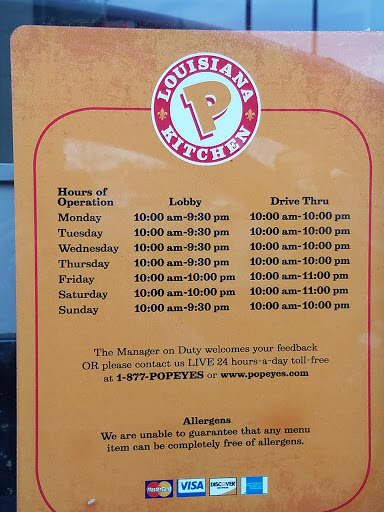 LOUISIANA
P
KITCHEN
Hours of
Operation Lobby Drive Thru
Monday 10:00 am-9:30 pm 10:00 am-10:00 pm
Tuesday 10:00 am-9:30 pm 10:00 am-10:00 pm
Wednesday 10:00 am-9:30 pm 10:00 am-10:00 pm
Thursday 10:00 am-9:30 pm 10:00 am-10:00 pm
Friday 10:00 am-10:00 pm 10:00 am-11:00 pm
Saturday 10:00 am-10:00 pm 10:00 am-11:00 pm
Sunday 10:00 am-9:30 pm 10:00 am-10:00 pm
The Manager on Duty welcomes your feedback
OR please contact us LIVE 24 hours-a-day toll-free
at 1-877-POPEYES or www.popeyes.com
Allergens
We are unable to guarantee that any menu
item can be completely free of allergens.
MasterCard VISA DISCOVER